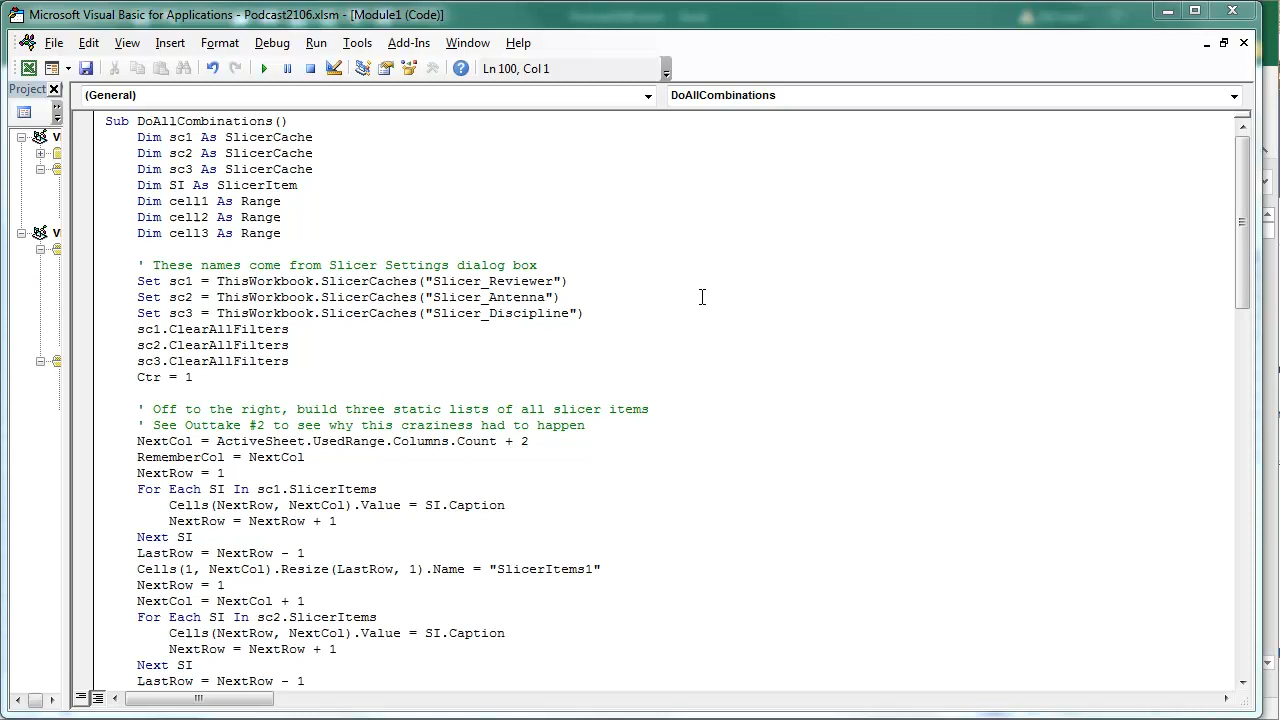 Microsoft Visual Basic for Applications - Podcast2106.xlsm - [Module1 (Code)]
File Edit View Insert Format Debug Run Tools Add-Ins Window Help
Ln 100, Col 1
Project
(General) DoAllCombinations
Sub DoAllCombinations()
Dim sc1 As SlicerCache
Dim sc2 As SlicerCache
Dim sc3 As SlicerCache
Dim SI As SlicerItem
Dim cell1 As Range
Dim cell2 As Range
Dim cell3 As Range
' These names come from Slicer Settings dialog box
Set sc1 = ThisWorkbook.SlicerCaches("Slicer_Reviewer")
Set sc2 = ThisWorkbook.SlicerCaches("Slicer_Antenna")
Set sc3 = ThisWorkbook.SlicerCaches("Slicer_Discipline")
sc1.ClearAllFilters
sc2.ClearAllFilters
sc3.ClearAllFilters
Ctr = 1
' Off to the right, build three static lists of all slicer items
' See Outtake #2 to see why this craziness had to happen
NextCol = ActiveSheet.UsedRange.Columns.Count + 2
RememberCol = NextCol
NextRow = 1
For Each SI In sc1.SlicerItems
Cells(NextRow, NextCol).Value = SI.Caption
NextRow = NextRow + 1
Next SI
LastRow = NextRow - 1
Cells(1, NextCol).Resize(LastRow, 1).Name = "SlicerItems1"
NextRow = 1
NextCol = NextCol + 1
For Each SI In sc2.SlicerItems
Cells(NextRow, NextCol).Value = SI.Caption
NextRow = NextRow + 1
Next SI
LastRow = NextRow - 1